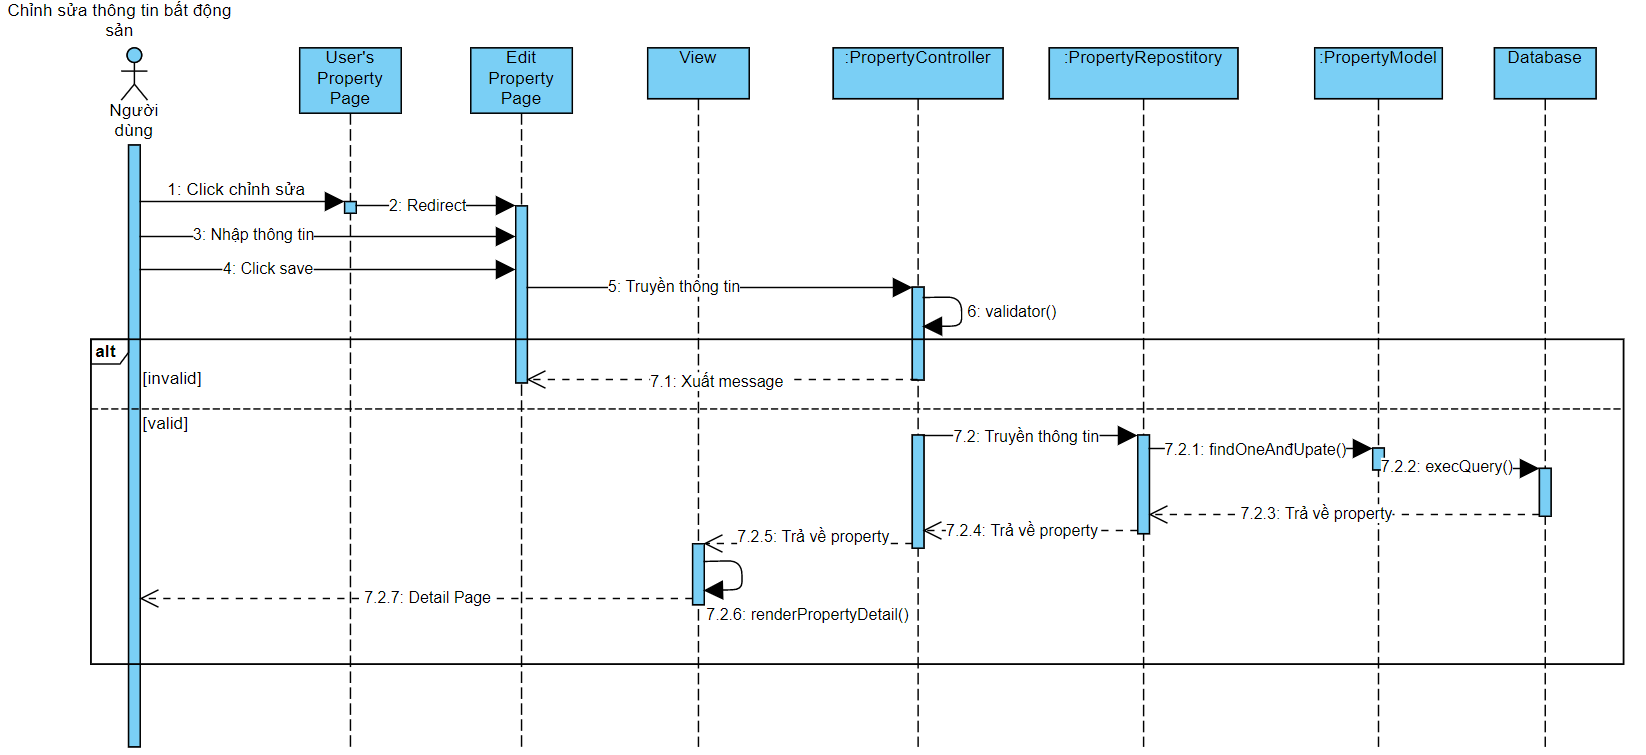 Chỉnh sửa thông tin bất động
sản
Người
dùng
User's
Property
Page
Edit
Property
Page
View
:PropertyController
:PropertyRepostitory
:PropertyModel
Database
1: Click chỉnh sửa
2: Redirect
3: Nhập thông tin
4: Click save
5: Truyền thông tin
6: validator()
alt
[invalid]
7.1: Xuất message
[valid]
7.2: Truyền thông tin
7.2.1: findOneAnđUpate()
7.2.2: execQuery()
7.2.3: Trả về property
7.2.4: Trả về property
7.2.5: Trả về property
7.2.7: Detail Page
7.2.6: renderPropertyDetail()